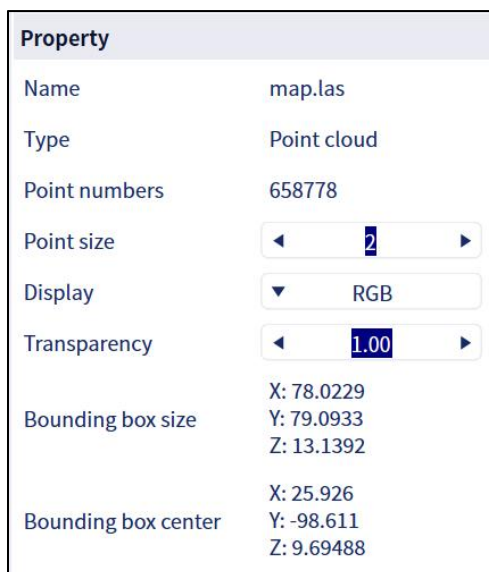 Property
Name map.las
Type Point cloud
Point numbers 658778
Point size 2
Display RGB
Transparency 1.00
Bounding box size X: 78.0229
Y: 79.0933
Z: 13.1392
Bounding box center X: 25.926
Y: -98.611
Z: 9.69488